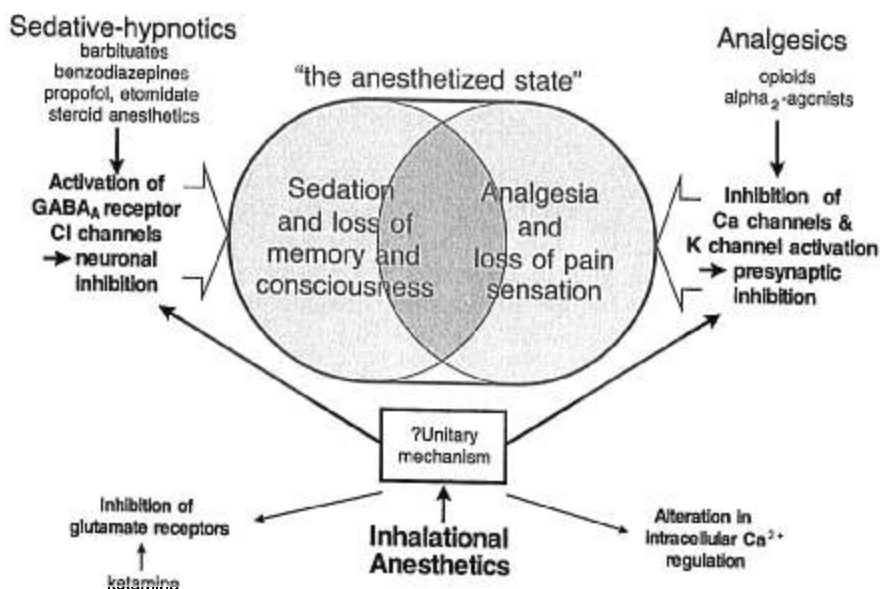 Sedative-hypnotics
barbituates
benzodiazepines
propofol, etomidate
steroid anesthetics
"the anesthetized state"
Analgesics
opioids
alpha₂-agonists
Activation of
GABAA receptor
Cl channels
→ neuronal
inhibition
Sedation
and loss of
memory and
consciousness
Analgesia
and
loss of pain
sensation
Inhibition of
Ca channels &
K channel activation
→ presynaptic
inhibition
?Unitary
mechanism
Inhibition of
glutamate receptors
ketamine
Inhalational
Anesthetics
Alteration in
intracellular Ca²⁺
regulation